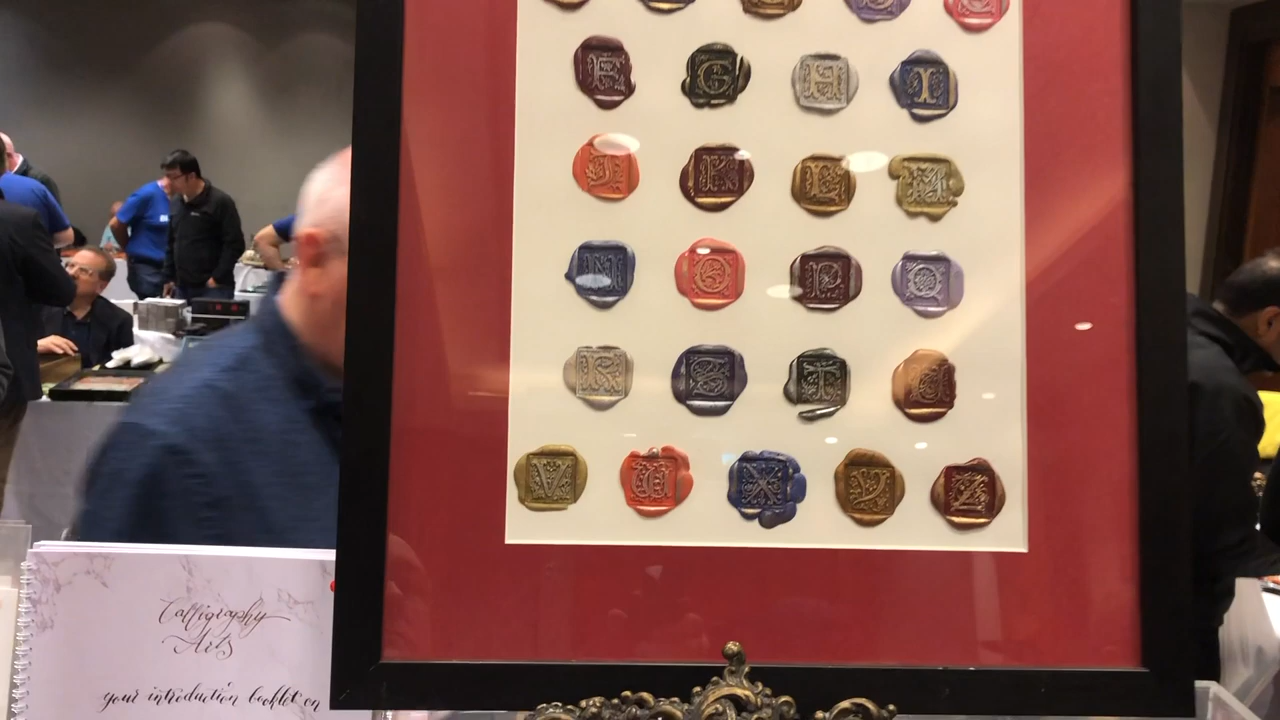 F G H I
J K L M
N O P Q
R S T U
V W X Y Z
Calligraphy
Arts
your introduction booklet on